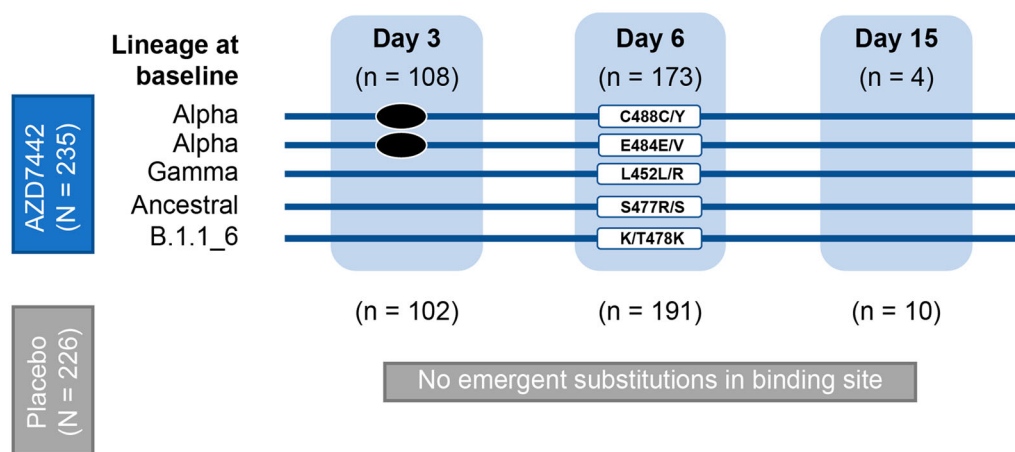 Lineage at
baseline
Day 3
(n = 108)
Day 6
(n = 173)
Day 15
(n = 4)
AZD7442
(N = 235)
Alpha
C488C/Y
Alpha
E484E/V
Gamma
L452L/R
Ancestral
S477R/S
B.1.1_6
K/T478K
Placebo
(N = 226)
(n = 102)
(n = 191)
(n = 10)
No emergent substitutions in binding site